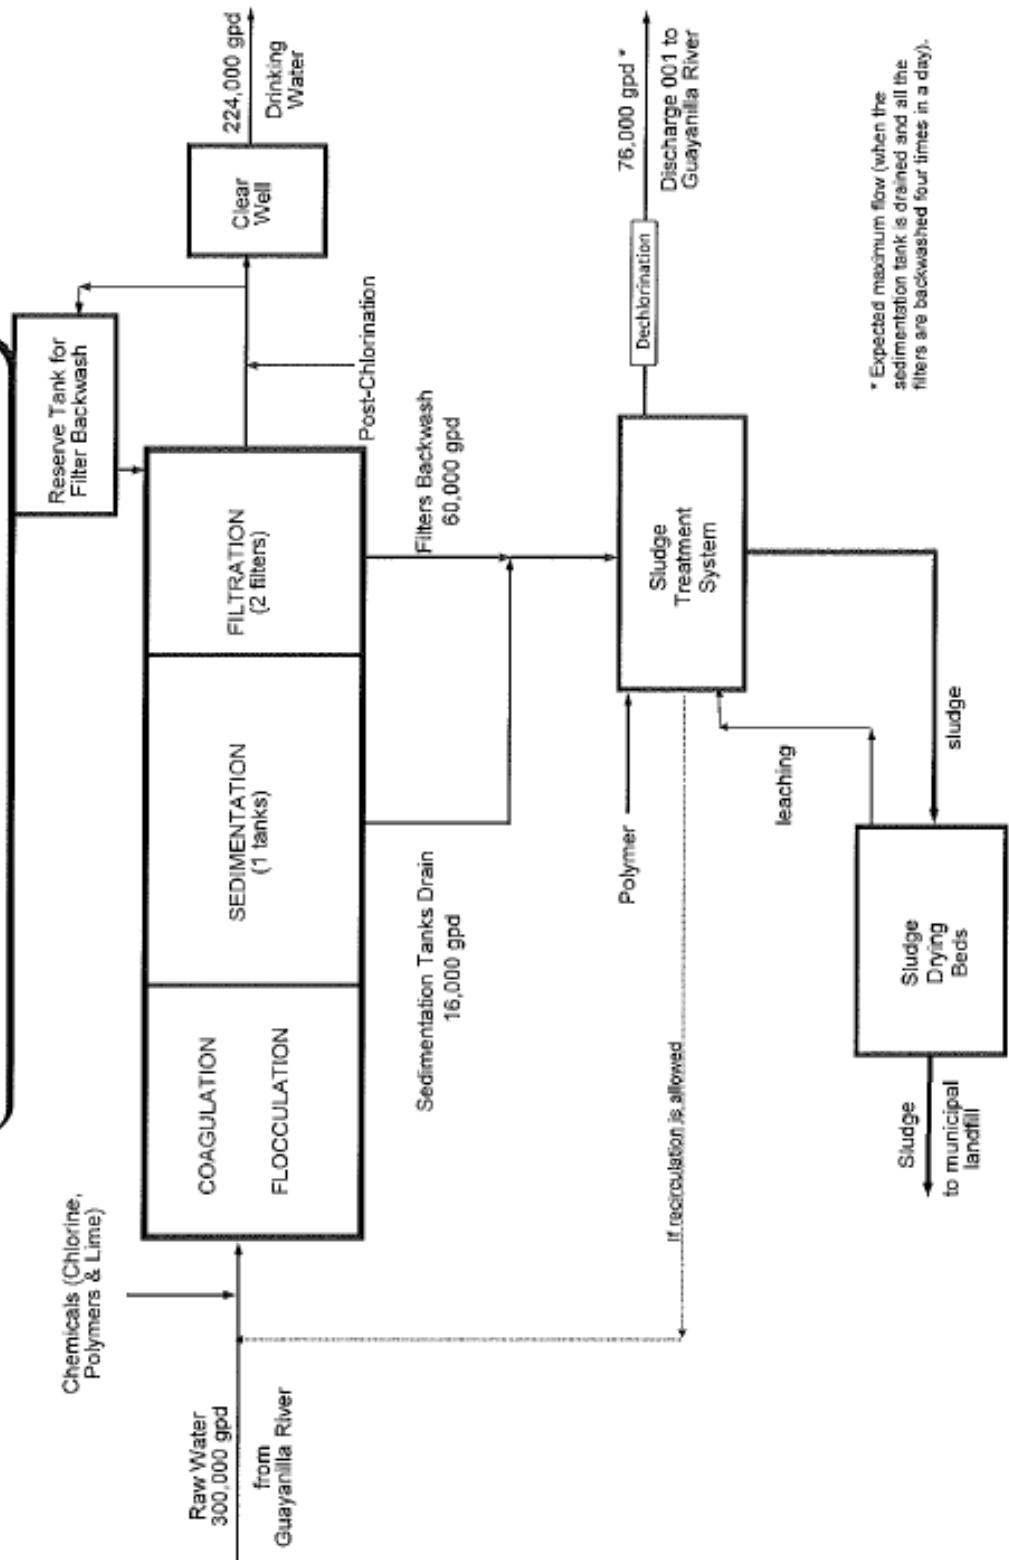 Reserve Tank for
Filter Backwash
224,000 gpd
Drinking
Water
Clear
Well
Chemicals (Chlorine,
Polymers & Lime)
Raw Water
300,000 gpd
from
Guayanilla River
COAGULATION
FLOCCULATION
SEDIMENTATION
(1 tanks)
FILTRATION
(2 filters)
Post-Chlorination
Sedimentation Tanks Drain
16,000 gpd
Filters Backwash
60,000 gpd
Polymer
Sludge
Treatment
System
Dechlorination
76,000 gpd *
Discharge 001 to
Guayanilla River
If recirculation is allowed
leaching
sludge
Sludge
Drying
Beds
Sludge
to municipal
landfill
* Expected maximum flow (when the
sedimentation tank is drained and all the
filters are backwashed four times in a day).